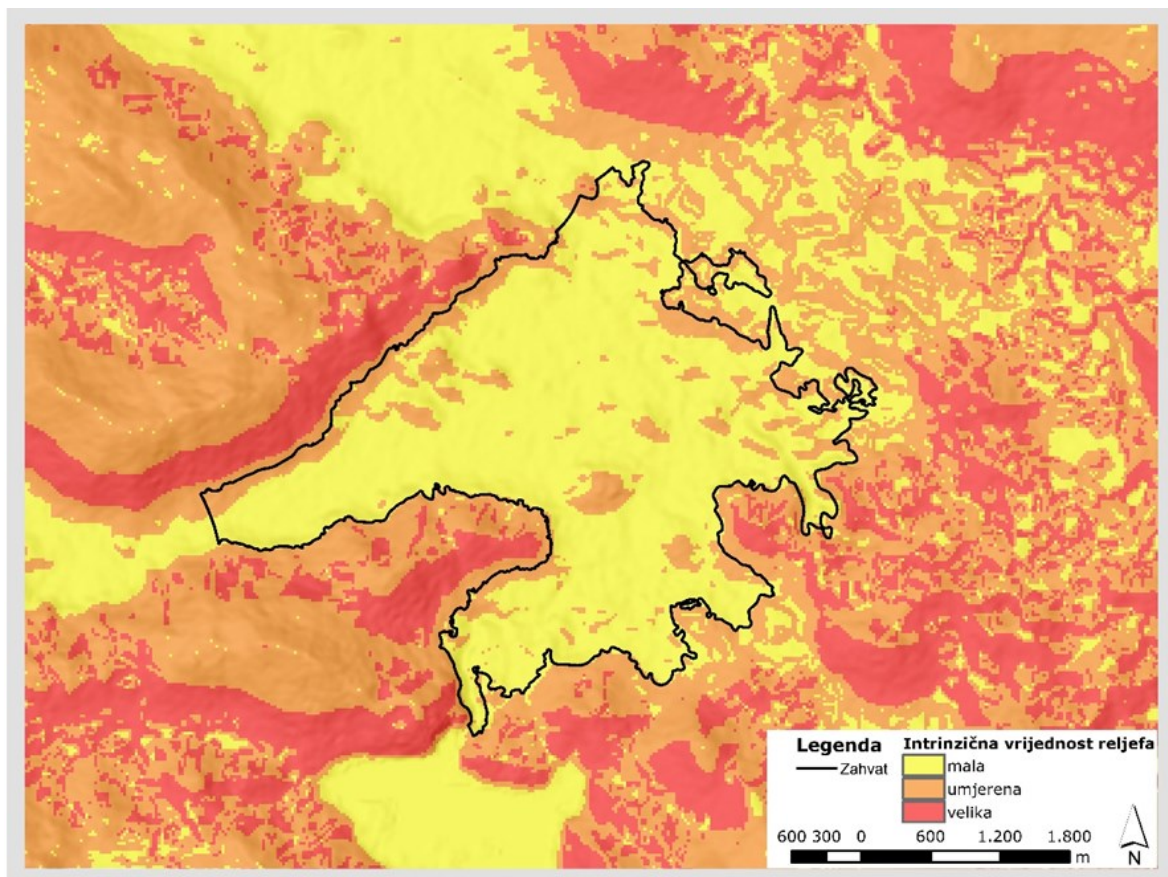 Legenda
Zahvat
Intrinzična vrijednost reljefa
mala
umjerena
velika
600 300 0 600 1.200 1.800
m
N